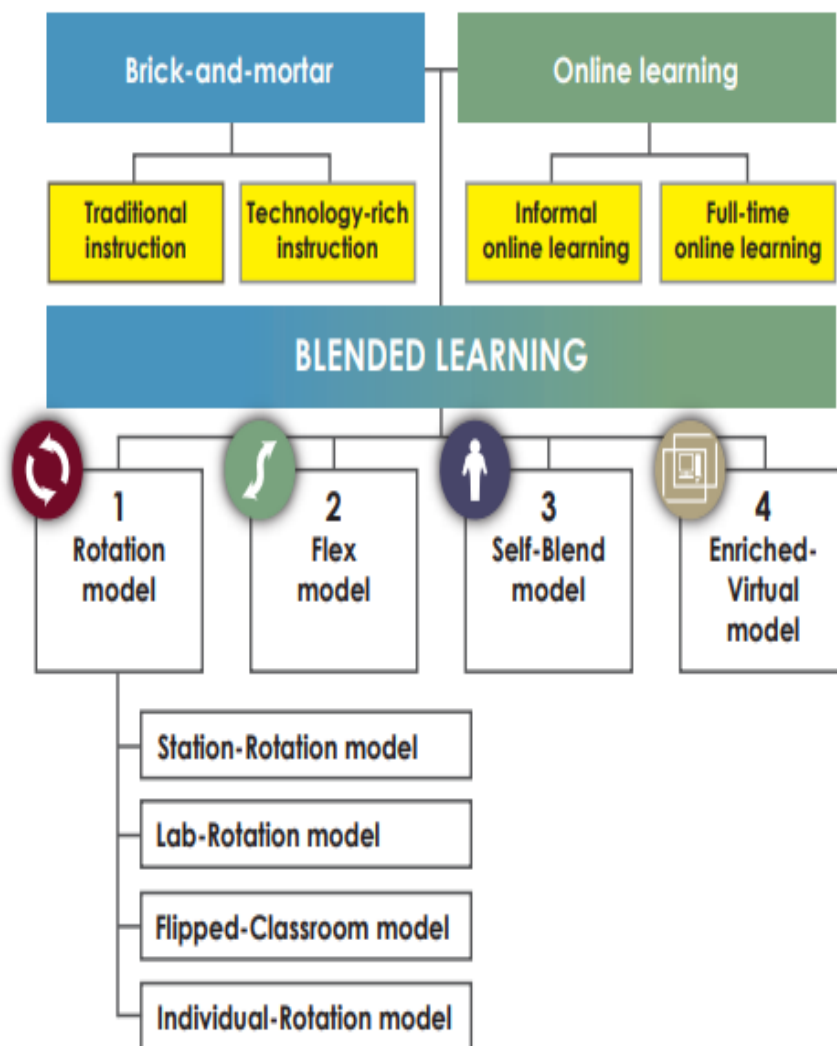 Brick-and-mortar
Online learning
Traditional
instruction
Technology-rich
instruction
Informal
online learning
Full-time
online learning
BLENDED LEARNING
1
Rotation
model
2
Flex
model
3
Self-Blend
model
4
Enriched-
Virtual
model
Station-Rotation model
Lab-Rotation model
Flipped-Classroom model
Individual-Rotation model